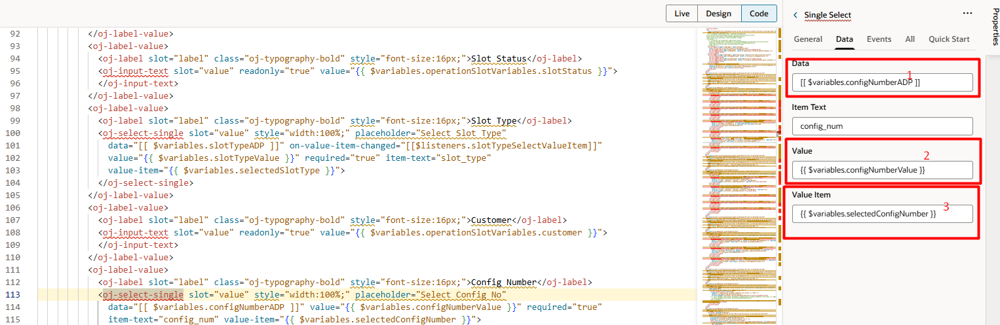 Live Design Code
92 </oj-label-value>
93 <oj-label-value>
94 <oj-label slot="label" class="oj-typography-bold" style="font-size:16px;">Slot Status</oj-label>
95 <oj-input-text slot="value" readonly="true" value="{{ $variables.operationSlotVariables.slotStatus }}">
96 </oj-input-text>
97 </oj-label-value>
98 <oj-label-value>
99 <oj-label slot="label" class="oj-typography-bold" style="font-size:16px;">Slot Type</oj-label>
100 <oj-select-single slot="value" style="width:100%;" placeholder="Select Slot Type"
101 data="[[ $variables.slotTypeADP ]]" on-value-item-changed="[[$listeners.slotTypeSelectValueItem]]"
102 value="{{ $variables.slotTypeValue }}" required="true" item-text="slot_type"
103 value-item="{{ $variables.selectedSlotType }}">
104 </oj-select-single>
105 </oj-label-value>
106 <oj-label-value>
107 <oj-label slot="label" class="oj-typography-bold" style="font-size:16px;">Customer</oj-label>
108 <oj-input-text slot="value" readonly="true" value="{{ $variables.operationSlotVariables.customer }}">
109 </oj-input-text>
110 </oj-label-value>
111 <oj-label-value>
112 <oj-label slot="label" class="oj-typography-bold" style="font-size:16px;">Config Number</oj-label>
113 <oj-select-single slot="value" style="width:100%;" placeholder="Select Config No"
114 data="[[ $variables.configNumberADP ]]" value="{{ $variables.configNumberValue }}" required="true"
115 item-text="config_num" value-item="{{ $variables.selectedConfigNumber }}">
Single Select
General Data Events All Quick Start
Data
1
[[ $variables.configNumberADP ]]
Item Text
config_num
Value
2
{{ $variables.configNumberValue }}
Value Item
3
{{ $variables.selectedConfigNumber }}
Properties